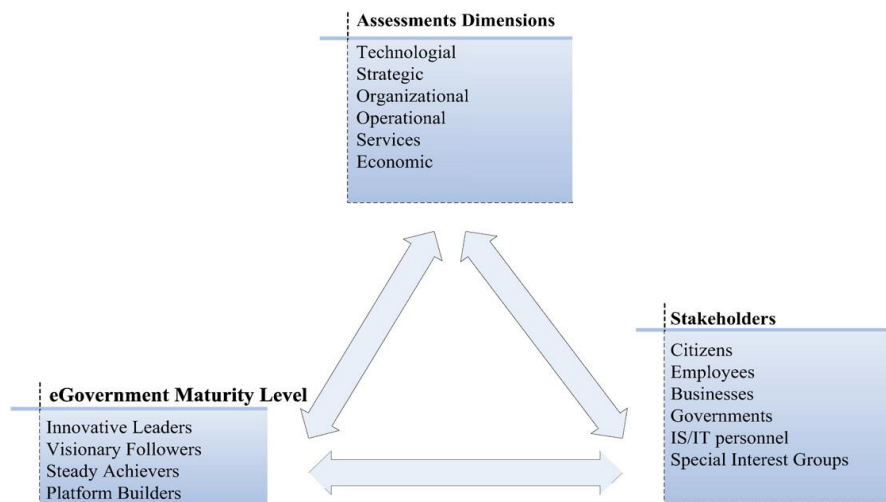 Assessments Dimensions
Technologial
Strategic
Organizational
Operational
Services
Economic
Stakeholders
Citizens
Employees
Businesses
Governments
IS/IT personnel
Special Interest Groups
eGovernment Maturity Level
Innovative Leaders
Visionary Followers
Steady Achievers
Platform Builders